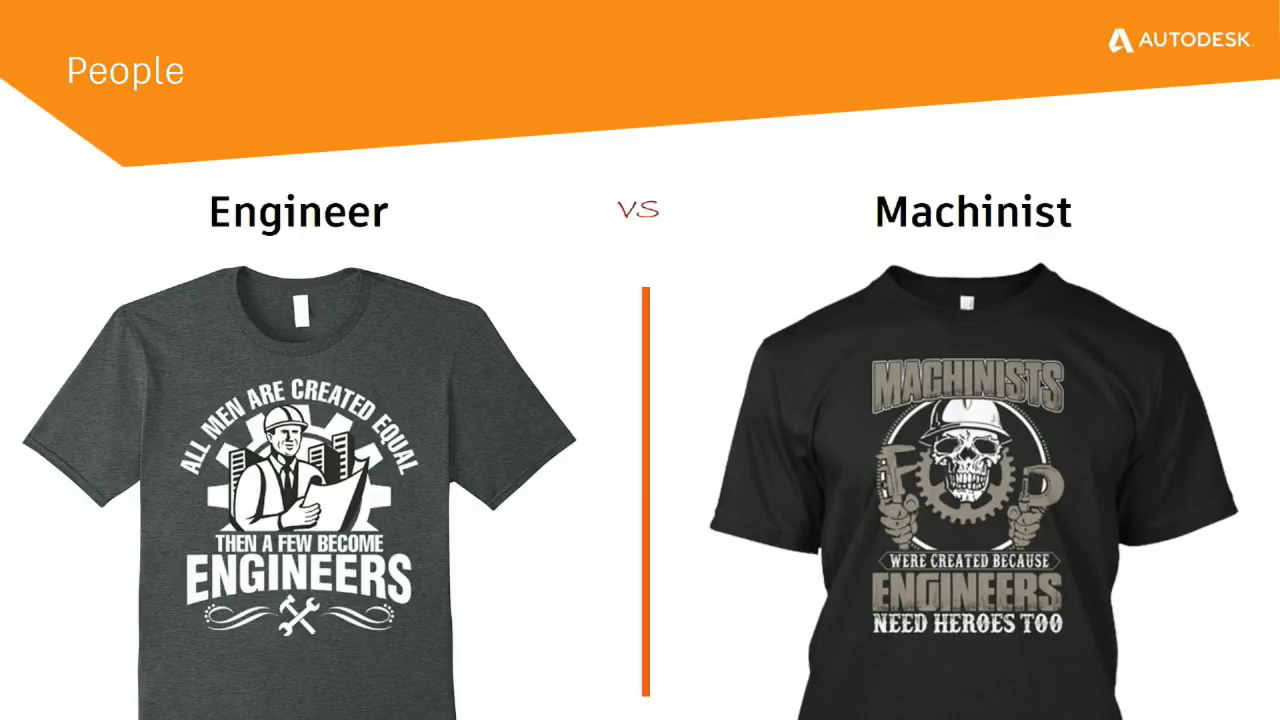 People
AUTODESK
Engineer
vs
Machinist
ALL MEN ARE CREATED EQUAL
THEN A FEW BECOME
ENGINEERS
MACHINISTS
WERE CREATED BECAUSE
ENGINEERS
NEED HEROES TOO